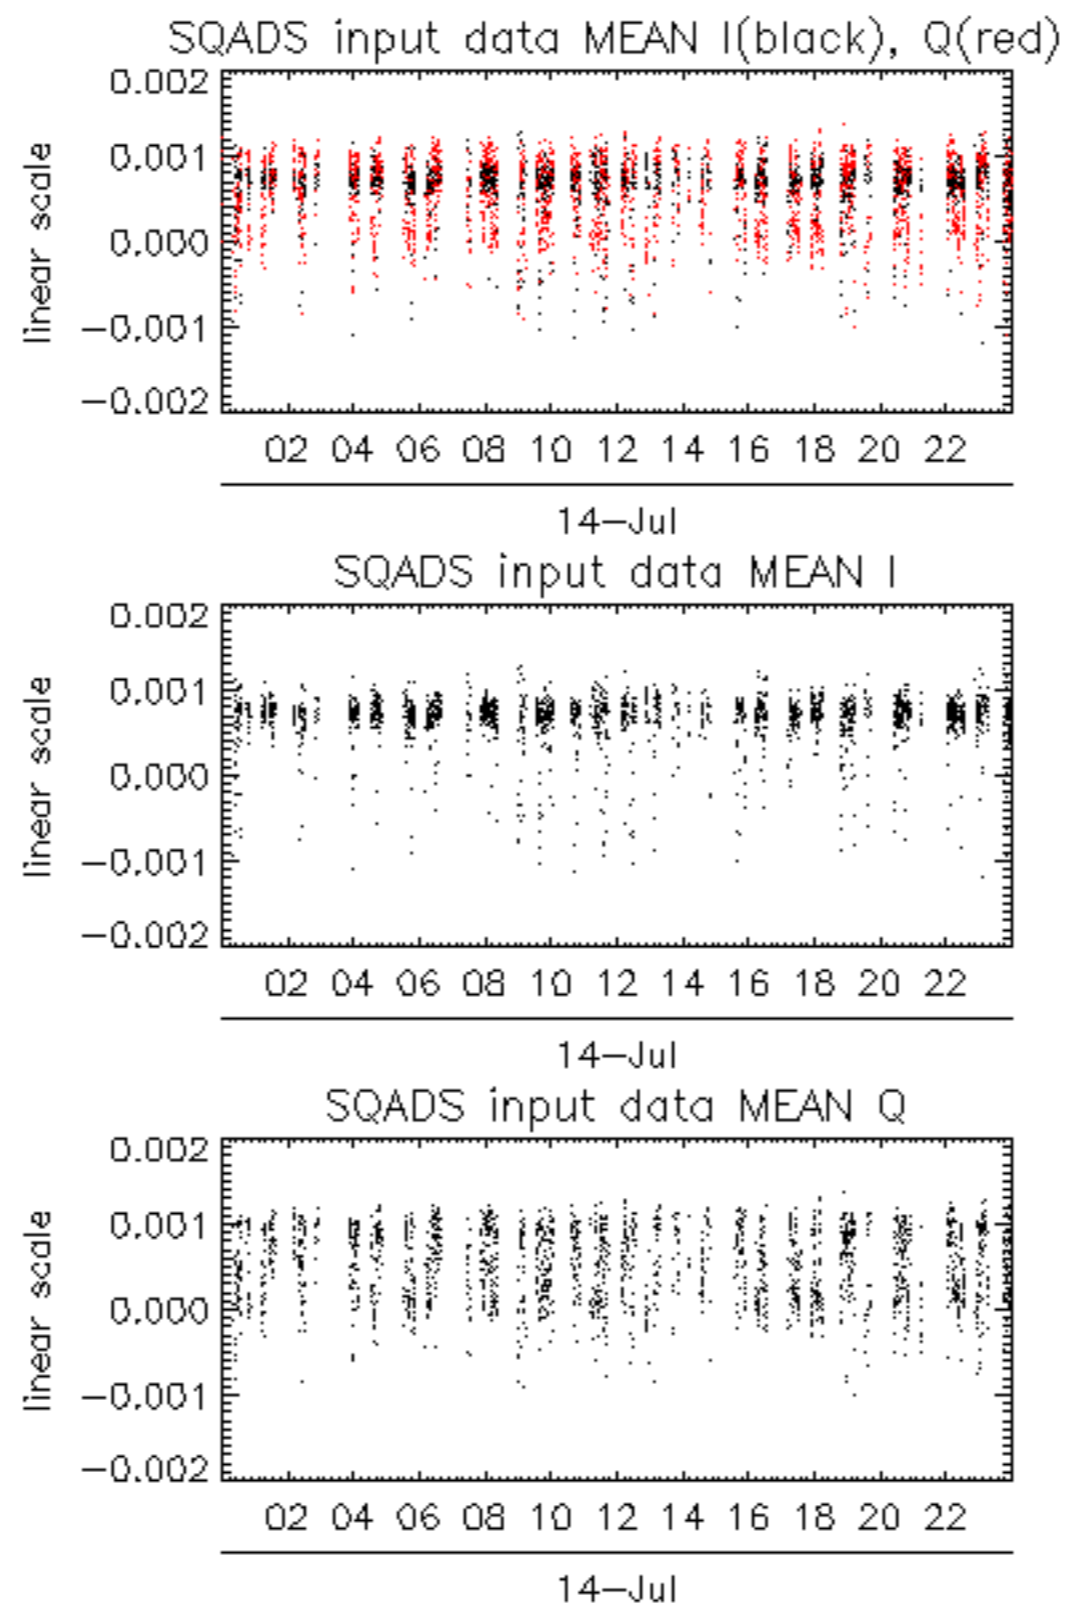 SQADS input data MEAN I(black), Q(red)
0.002
0.001
0.000
−0.001
−0.002
linear scale
02 04 06 08 10 12 14 16 18 20 22
14−Jul
SQADS input data MEAN I
0.002
0.001
0.000
−0.001
−0.002
linear scale
02 04 06 08 10 12 14 16 18 20 22
14−Jul
SQADS input data MEAN Q
0.002
0.001
0.000
−0.001
−0.002
linear scale
02 04 06 08 10 12 14 16 18 20 22
14−Jul